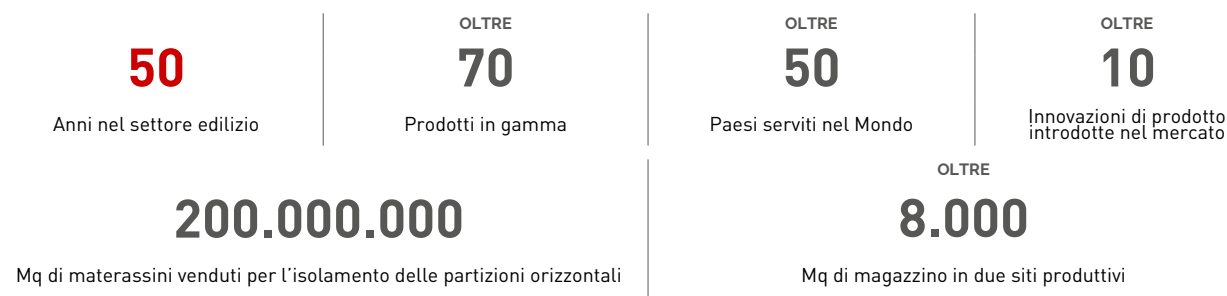 50
Anni nel settore edilizio
OLTRE
70
Prodotti in gamma
OLTRE
50
Paesi serviti nel Mondo
OLTRE
10
Innovazioni di prodotto
introdotte nel mercato
200.000.000
Mq di materassini venduti per l'isolamento delle partizioni orizzontali
OLTRE
8.000
Mq di magazzino in due siti produttivi